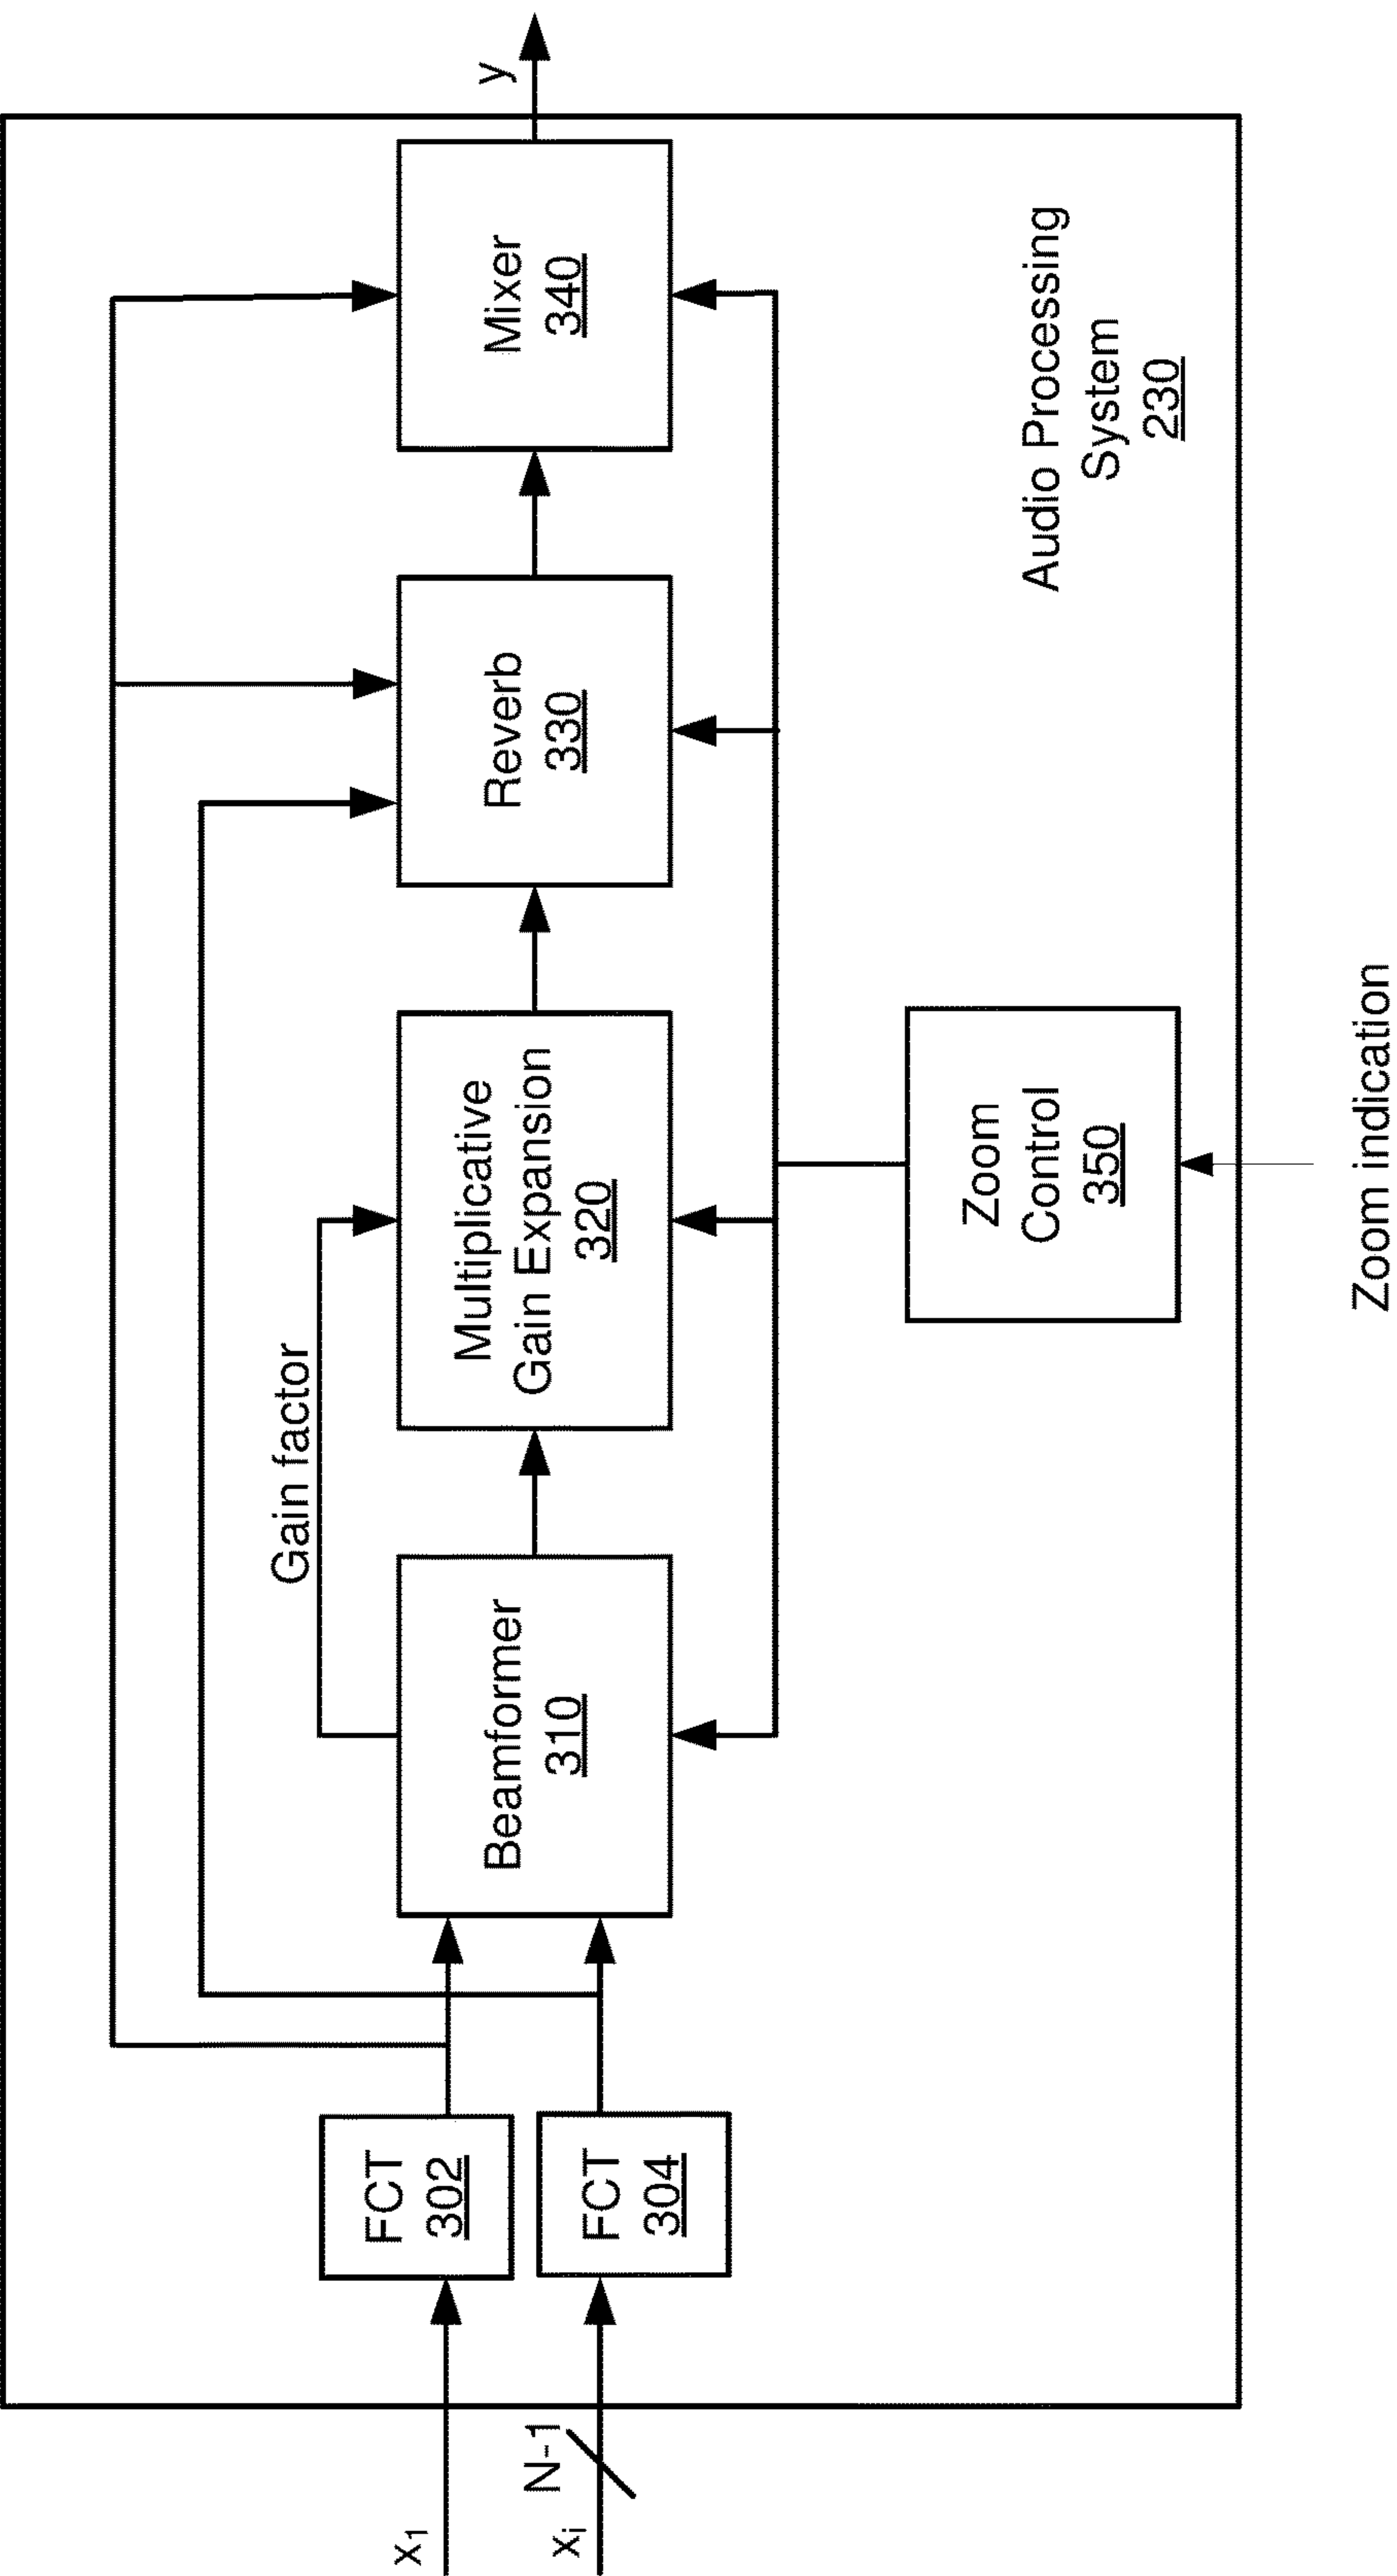 x1
xi
N-1
FCT
302
FCT
304
Gain factor
Beamformer
310
Multiplicative
Gain Expansion
320
Reverb
330
Mixer
340
y
Zoom
Control
350
Audio Processing
System
230
Zoom indication